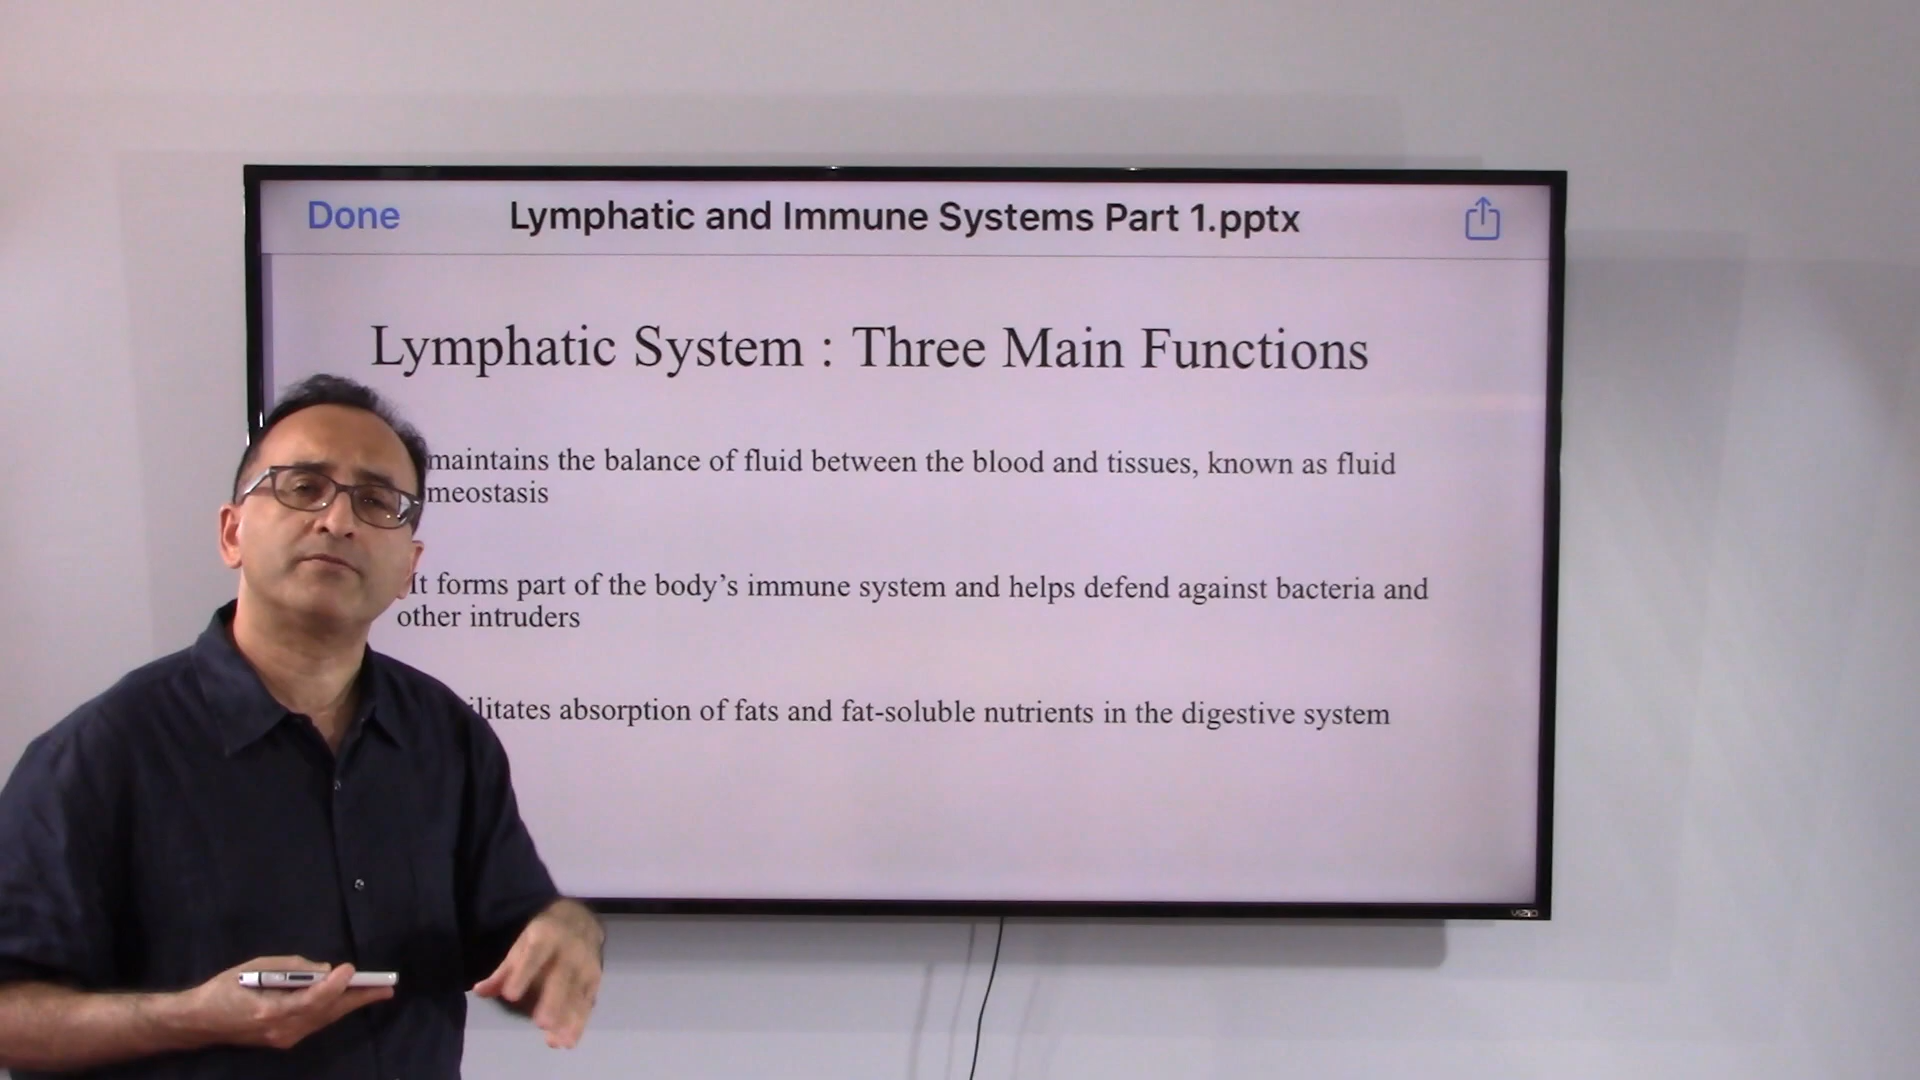 Done Lymphatic and Immune Systems Part 1.pptx
Lymphatic System : Three Main Functions
maintains the balance of fluid between the blood and tissues, known as fluid
meostasis
It forms part of the body's immune system and helps defend against bacteria and
other intruders
ilitates absorption of fats and fat-soluble nutrients in the digestive system
VIZIO